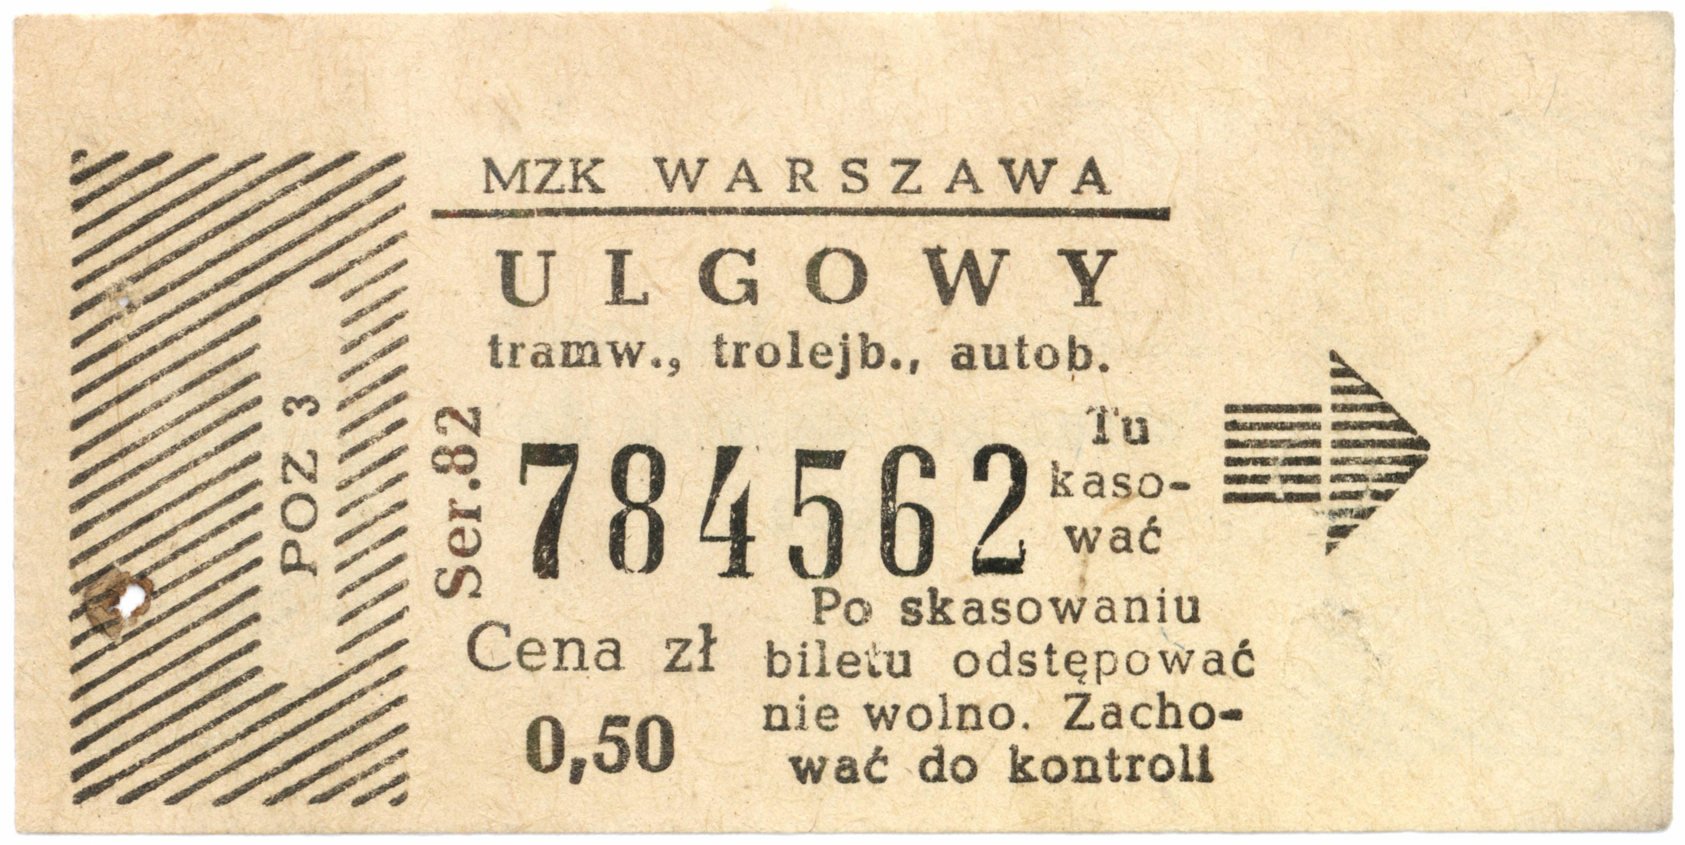 MZK WARSZAWA
ULGOWY
tramw., trolejb., autob.
POZ 3
Ser.82
784562
Tu
kaso-
wać
Cena zł
0,50
Po skasowaniu
biletu odstępować
nie wolno. Zacho-
wać do kontroli